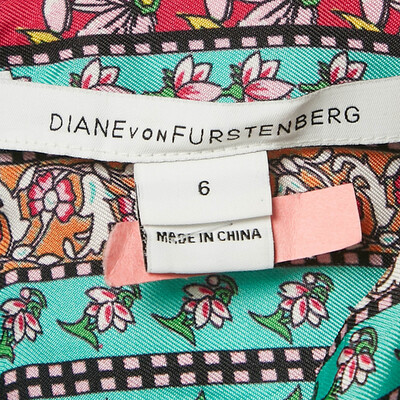 DIANE VON FURSTENBERG
6
MADE IN CHINA